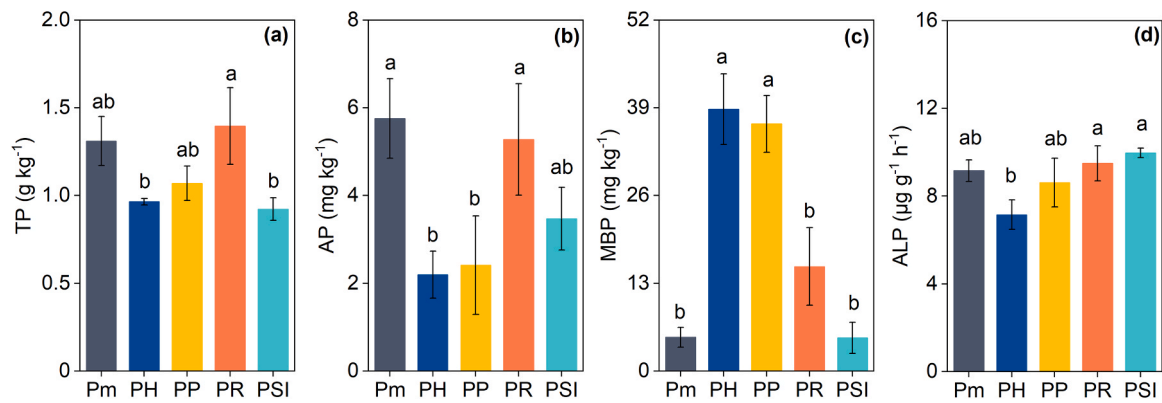 (a)
TP (g kg⁻¹)
2.0
1.5
1.0
0.5
0
ab
b
ab
a
b
Pm PH PP PR PSI
(b)
AP (mg kg⁻¹)
8
6
4
2
0
a
b
b
a
ab
Pm PH PP PR PSI
(c)
MBP (mg kg⁻¹)
52
39
26
13
0
b
a
a
b
b
Pm PH PP PR PSI
(d)
ALP (μg g⁻¹ h⁻¹)
16
12
8
4
0
ab
b
ab
a
a
Pm PH PP PR PSI